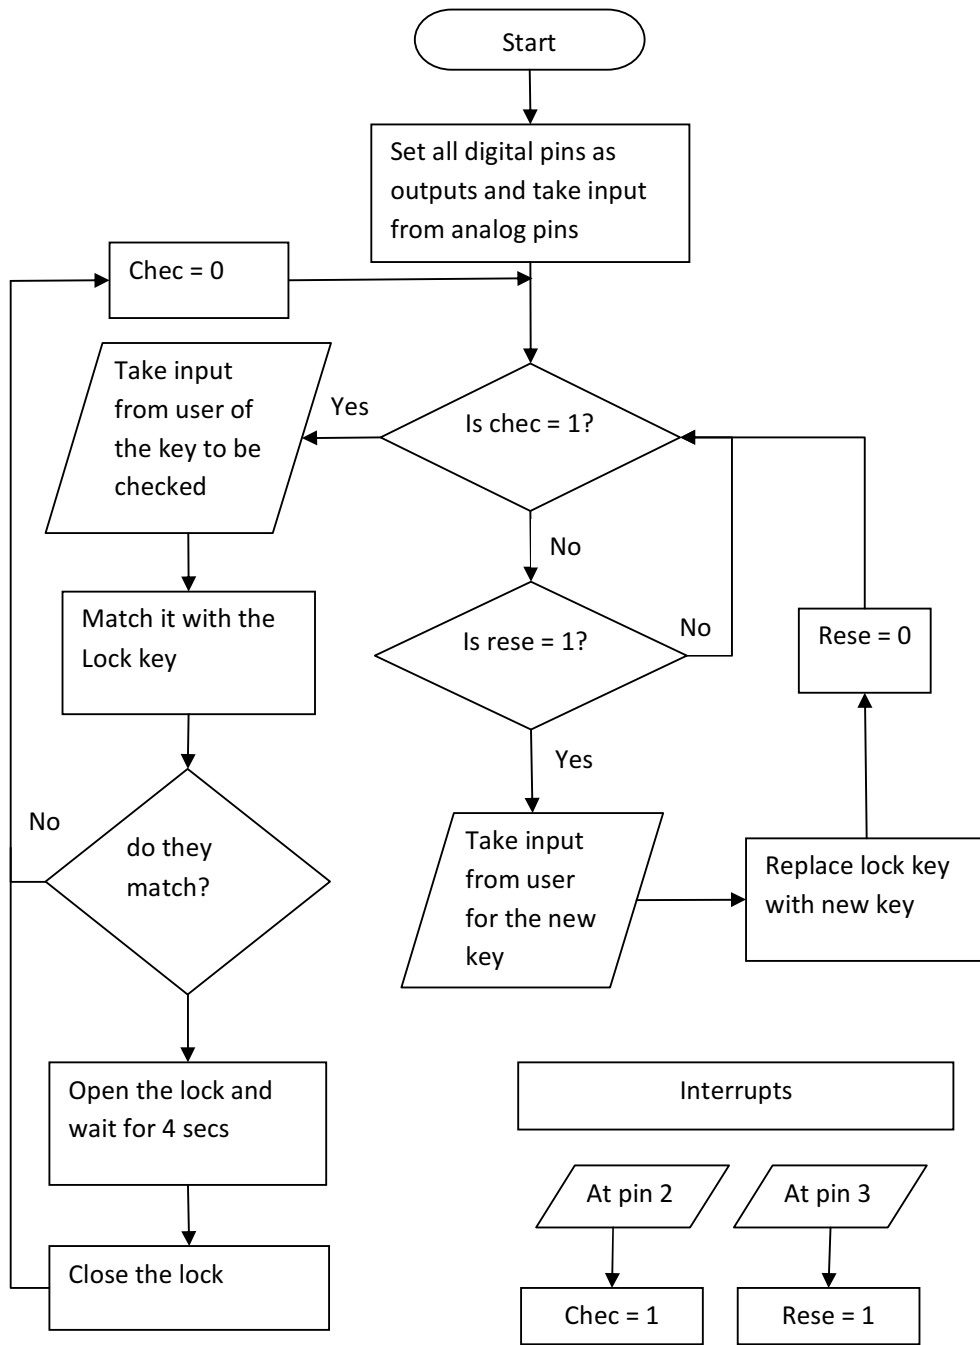 Start
Set all digital pins as
outputs and take input
from analog pins
Chec = 0
Take input
from user of
the key to be
checked
Yes
Is chec = 1?
No
Match it with the
Lock key
Is rese = 1?
No
Rese = 0
Yes
No
do they
match?
Take input
from user
for the new
key
Replace lock key
with new key
Open the lock and
wait for 4 secs
Close the lock
Interrupts
At pin 2
At pin 3
Chec = 1
Rese = 1